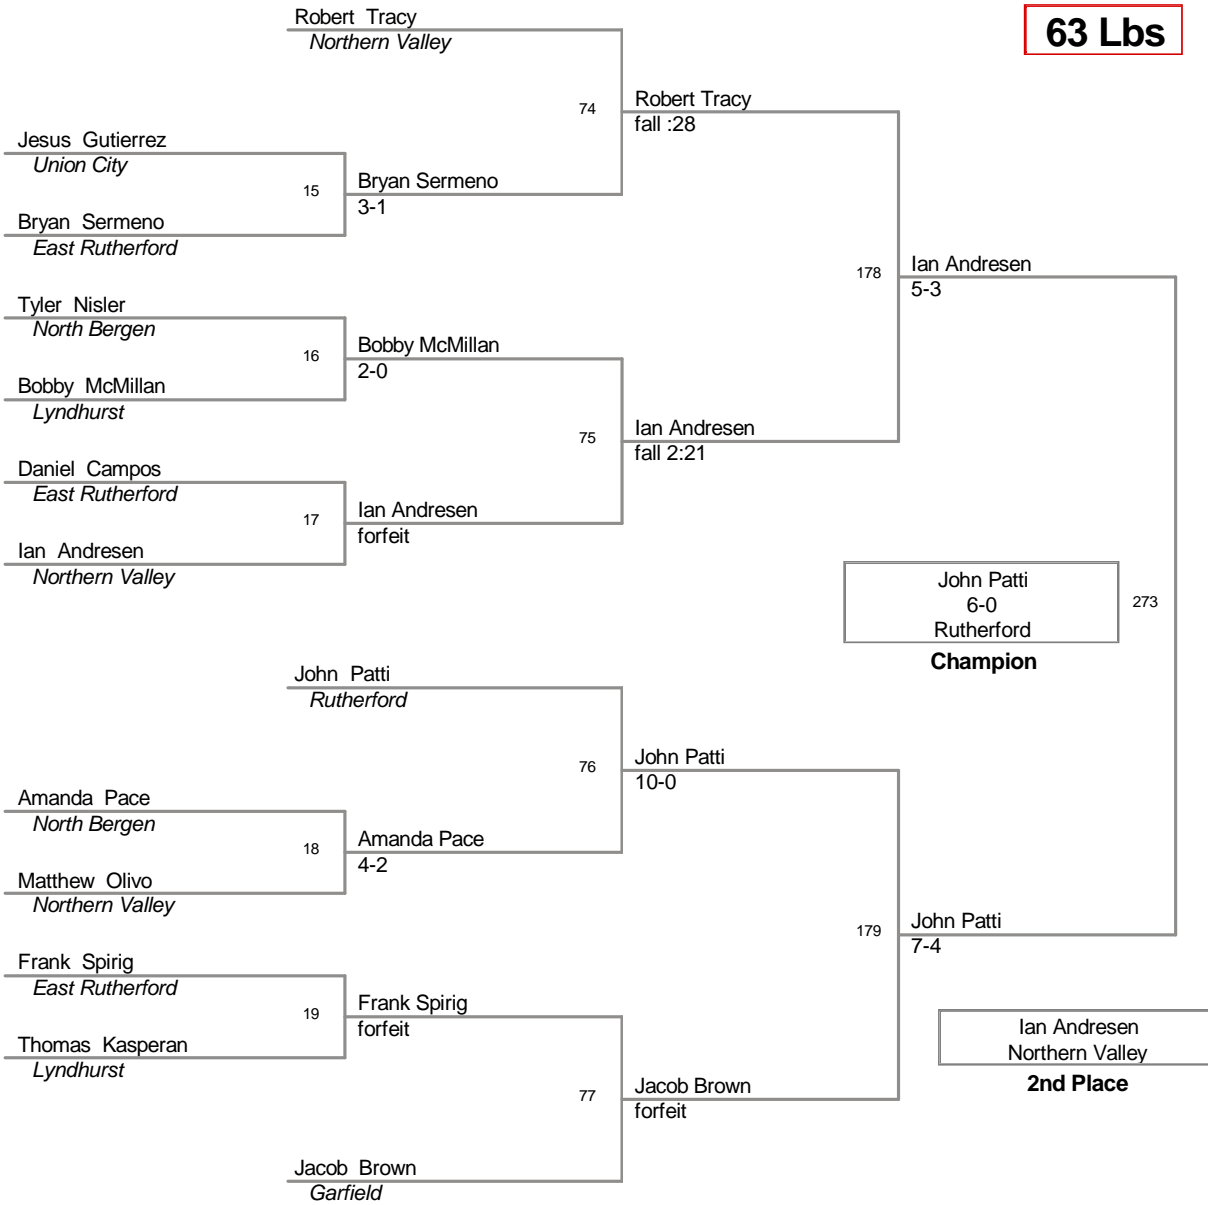 Robert Tracy
Northern Valley
63 Lbs
74
Robert Tracy
fall :28
Jesus Gutierrez
Union City
15
Bryan Sermeno
3-1
Bryan Sermeno
East Rutherford
178
Ian Andresen
5-3
Tyler Nisler
North Bergen
16
Bobby McMillan
2-0
Bobby McMillan
Lyndhurst
75
Ian Andresen
fall 2:21
Daniel Campos
East Rutherford
17
Ian Andresen
forfeit
Ian Andresen
Northern Valley
John Patti
6-0
Rutherford
273
Champion
John Patti
Rutherford
76
John Patti
10-0
Amanda Pace
North Bergen
18
Amanda Pace
4-2
Matthew Olivo
Northern Valley
179
John Patti
7-4
Frank Spirig
East Rutherford
19
Frank Spirig
forfeit
Thomas Kasperan
Lyndhurst
Ian Andresen
Northern Valley
2nd Place
77
Jacob Brown
forfeit
Jacob Brown
Garfield